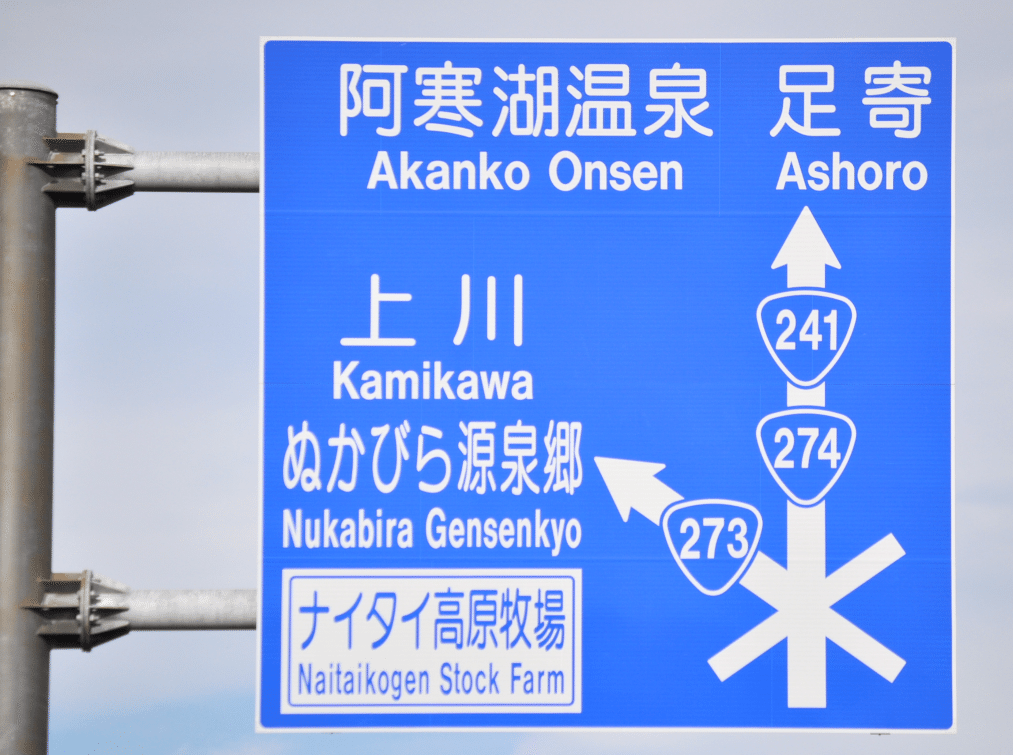 阿寒湖温泉 足寄
Akanko Onsen Ashoro
241
上川
Kamikawa
274
ぬかびら源泉郷
Nukabira Gensenkyo
273
ナイタイ高原牧場
Naitaikogen Stock Farm